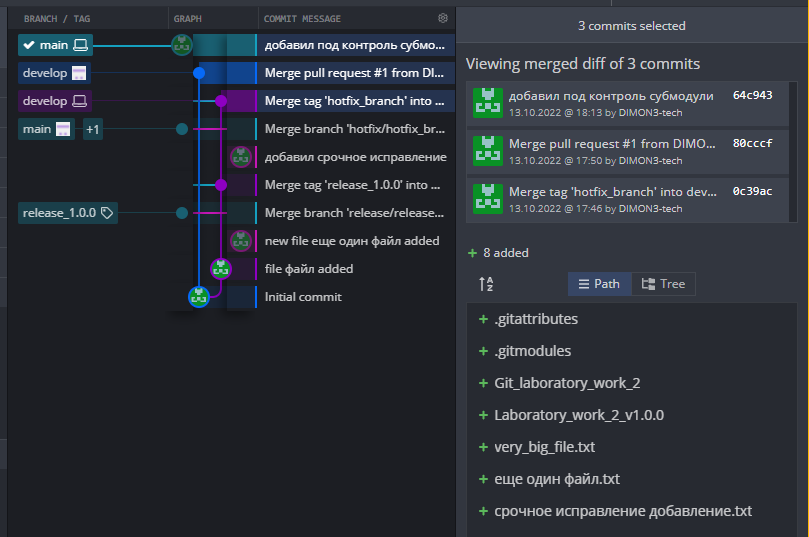 BRANCH / TAG
GRAPH
COMMIT MESSAGE
main
добавил под контроль субмо...
develop
Merge pull request #1 from DI...
develop
Merge tag 'hotfix_branch' into ...
main
+1
Merge branch 'hotfix/hotfix_br...
добавил срочное исправление
Merge tag 'release_1.0.0' into ...
release_1.0.0
Merge branch 'release/release...
new file еще один файл added
file файл added
Initial commit
3 commits selected
Viewing merged diff of 3 commits
добавил под контроль субмодули 64c943
13.10.2022 @ 18:13 by DIMON3-tech
Merge pull request #1 from DIMO... 80cccf
13.10.2022 @ 17:50 by DIMON3-tech
Merge tag 'hotfix_branch' into dev... 0c39ac
13.10.2022 @ 17:46 by DIMON3-tech
+ 8 added
A
Z
Path
Tree
+ .gitattributes
+ .gitmodules
+ Git_laboratory_work_2
+ Laboratory_work_2_v1.0.0
+ very_big_file.txt
+ еще один файл.txt
+ срочное исправление добавление.txt